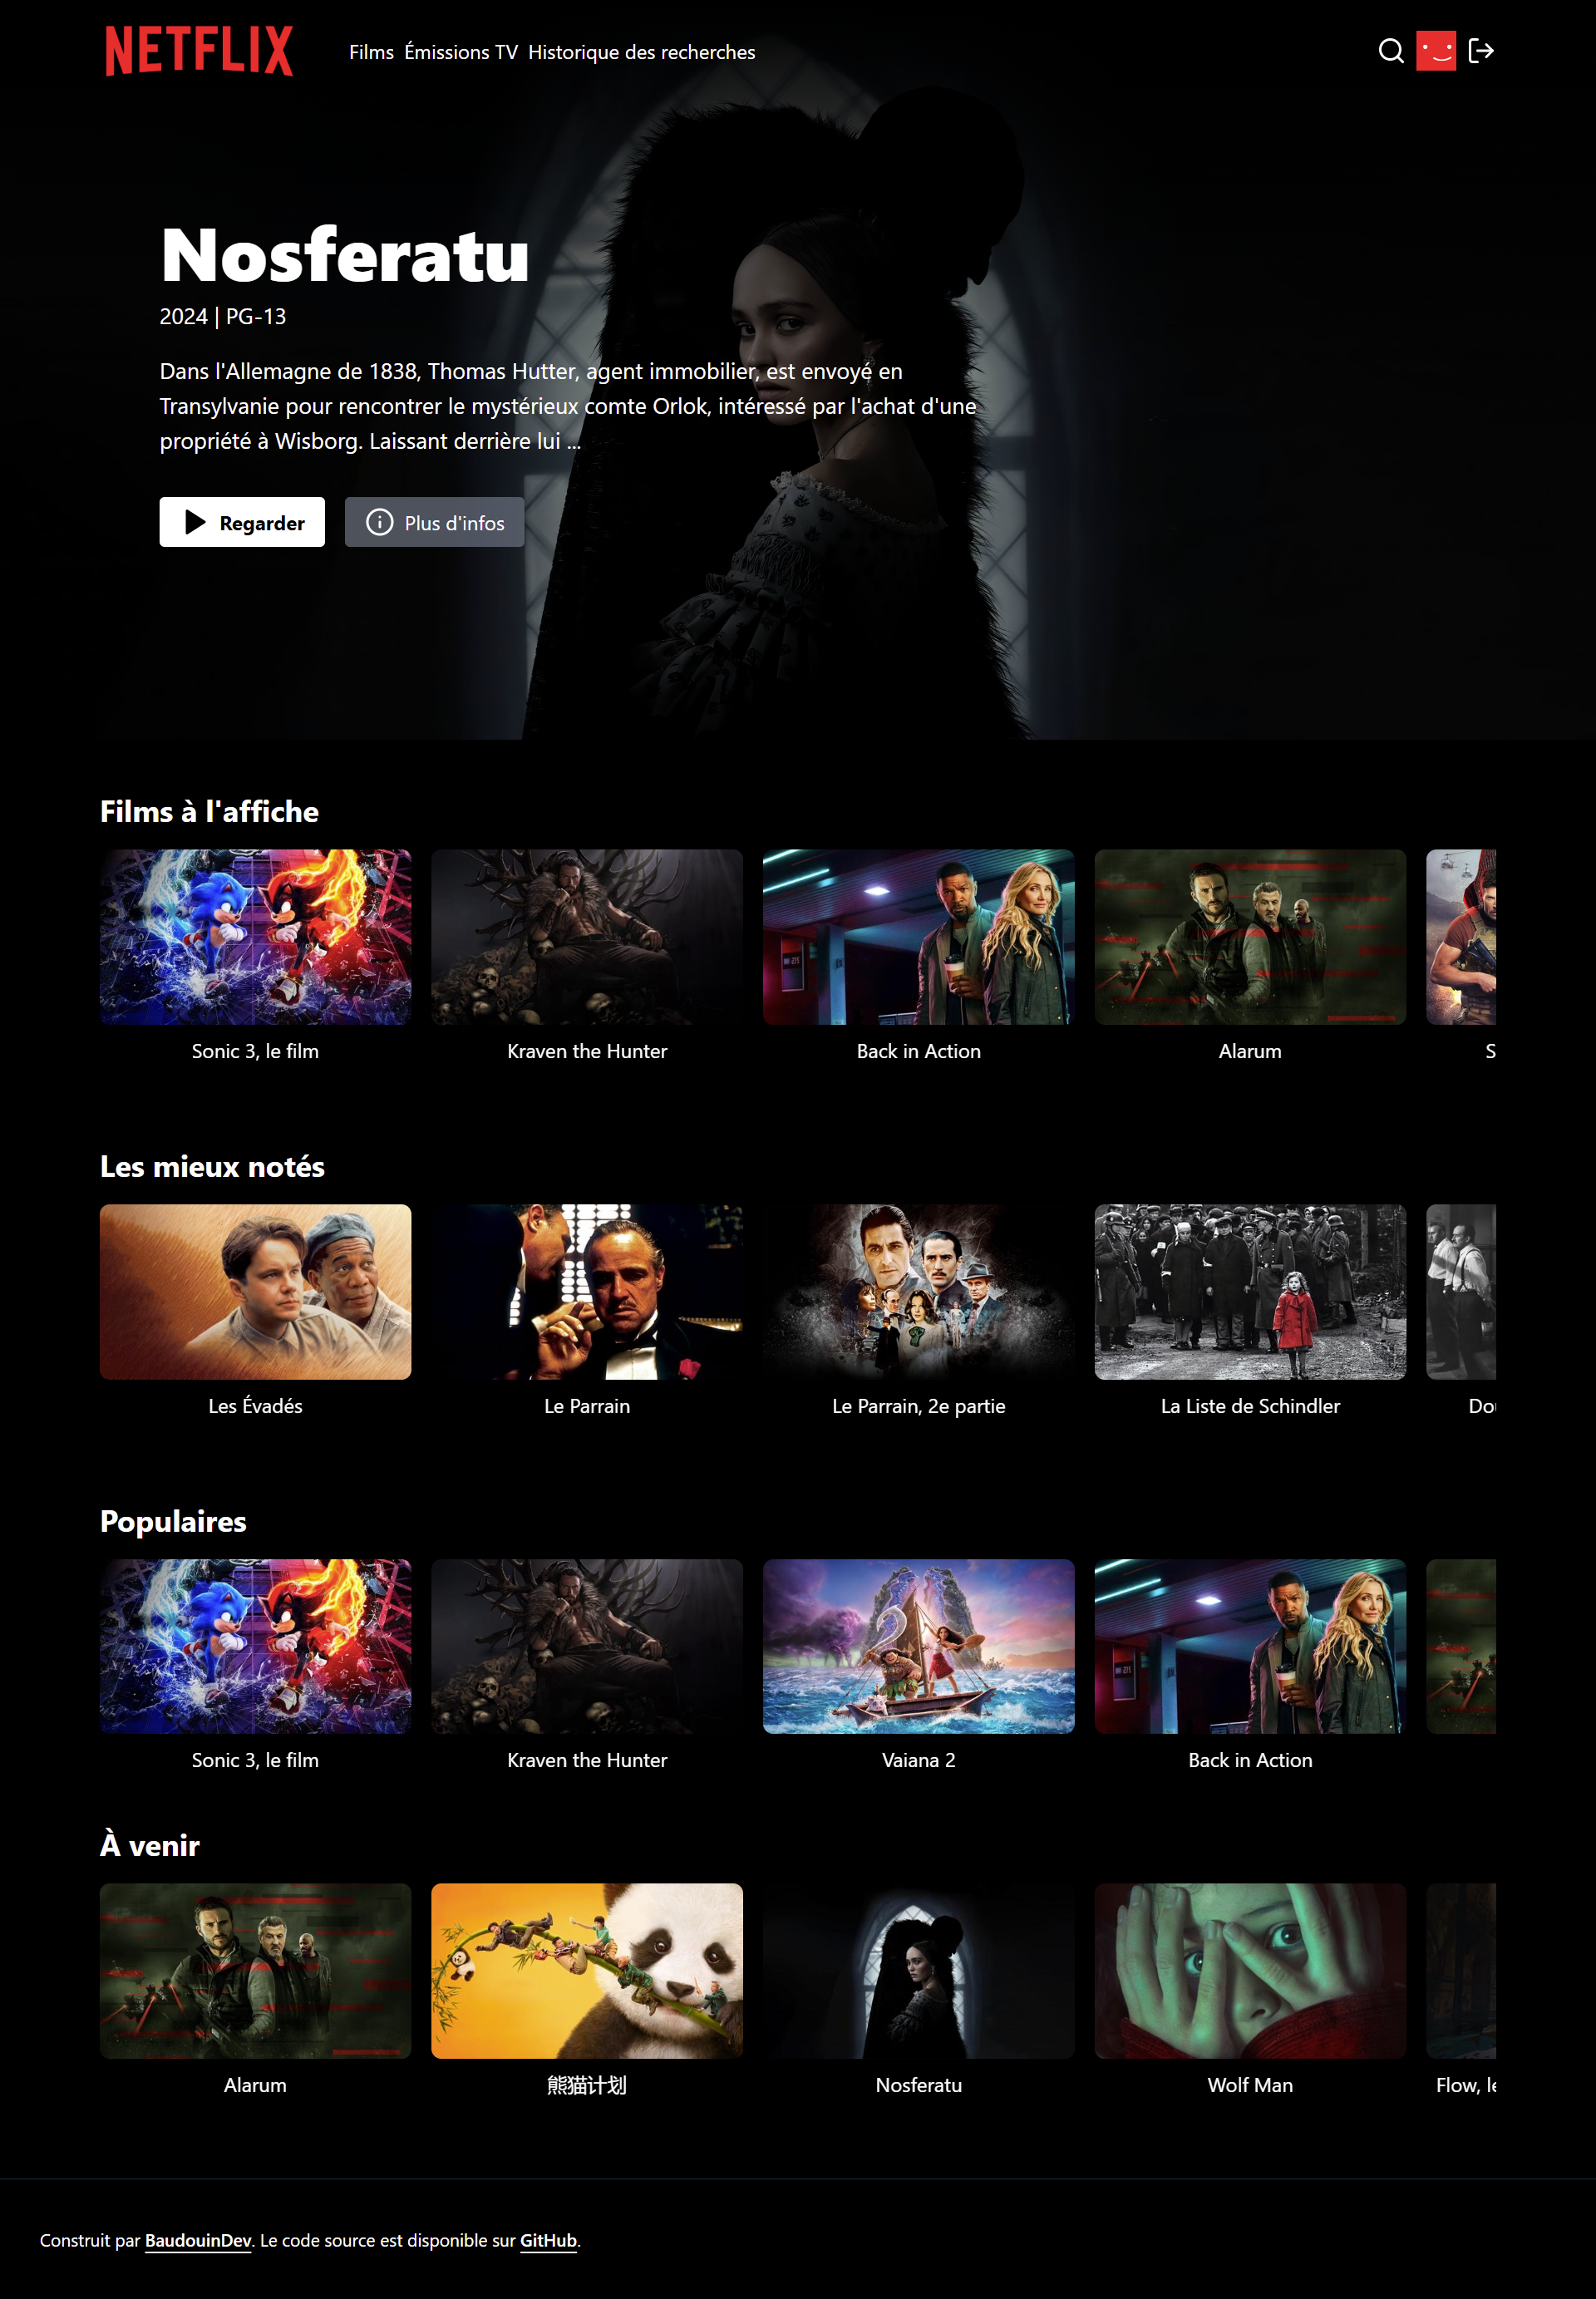 NETFLIX
Films Émissions TV Historique des recherches
Nosferatu
2024 | PG-13
Dans l'Allemagne de 1838, Thomas Hutter, agent immobilier, est envoyé en
Transylvanie pour rencontrer le mystérieux comte Orlok, intéressé par l'achat d'une
propriété à Wisborg. Laissant derrière lui ...
Regarder Plus d'infos
Films à l'affiche
Sonic 3, le film Kraven the Hunter Back in Action Alarum S
Les mieux notés
Les Évadés Le Parrain Le Parrain, 2e partie La Liste de Schindler
Populaires
Sonic 3, le film Kraven the Hunter Vaiana 2 Back in Action
À venir
Alarum 熊猫计划 Nosferatu Wolf Man Flow,
Construit par BaudouinDev. Le code source est disponible sur GitHub.